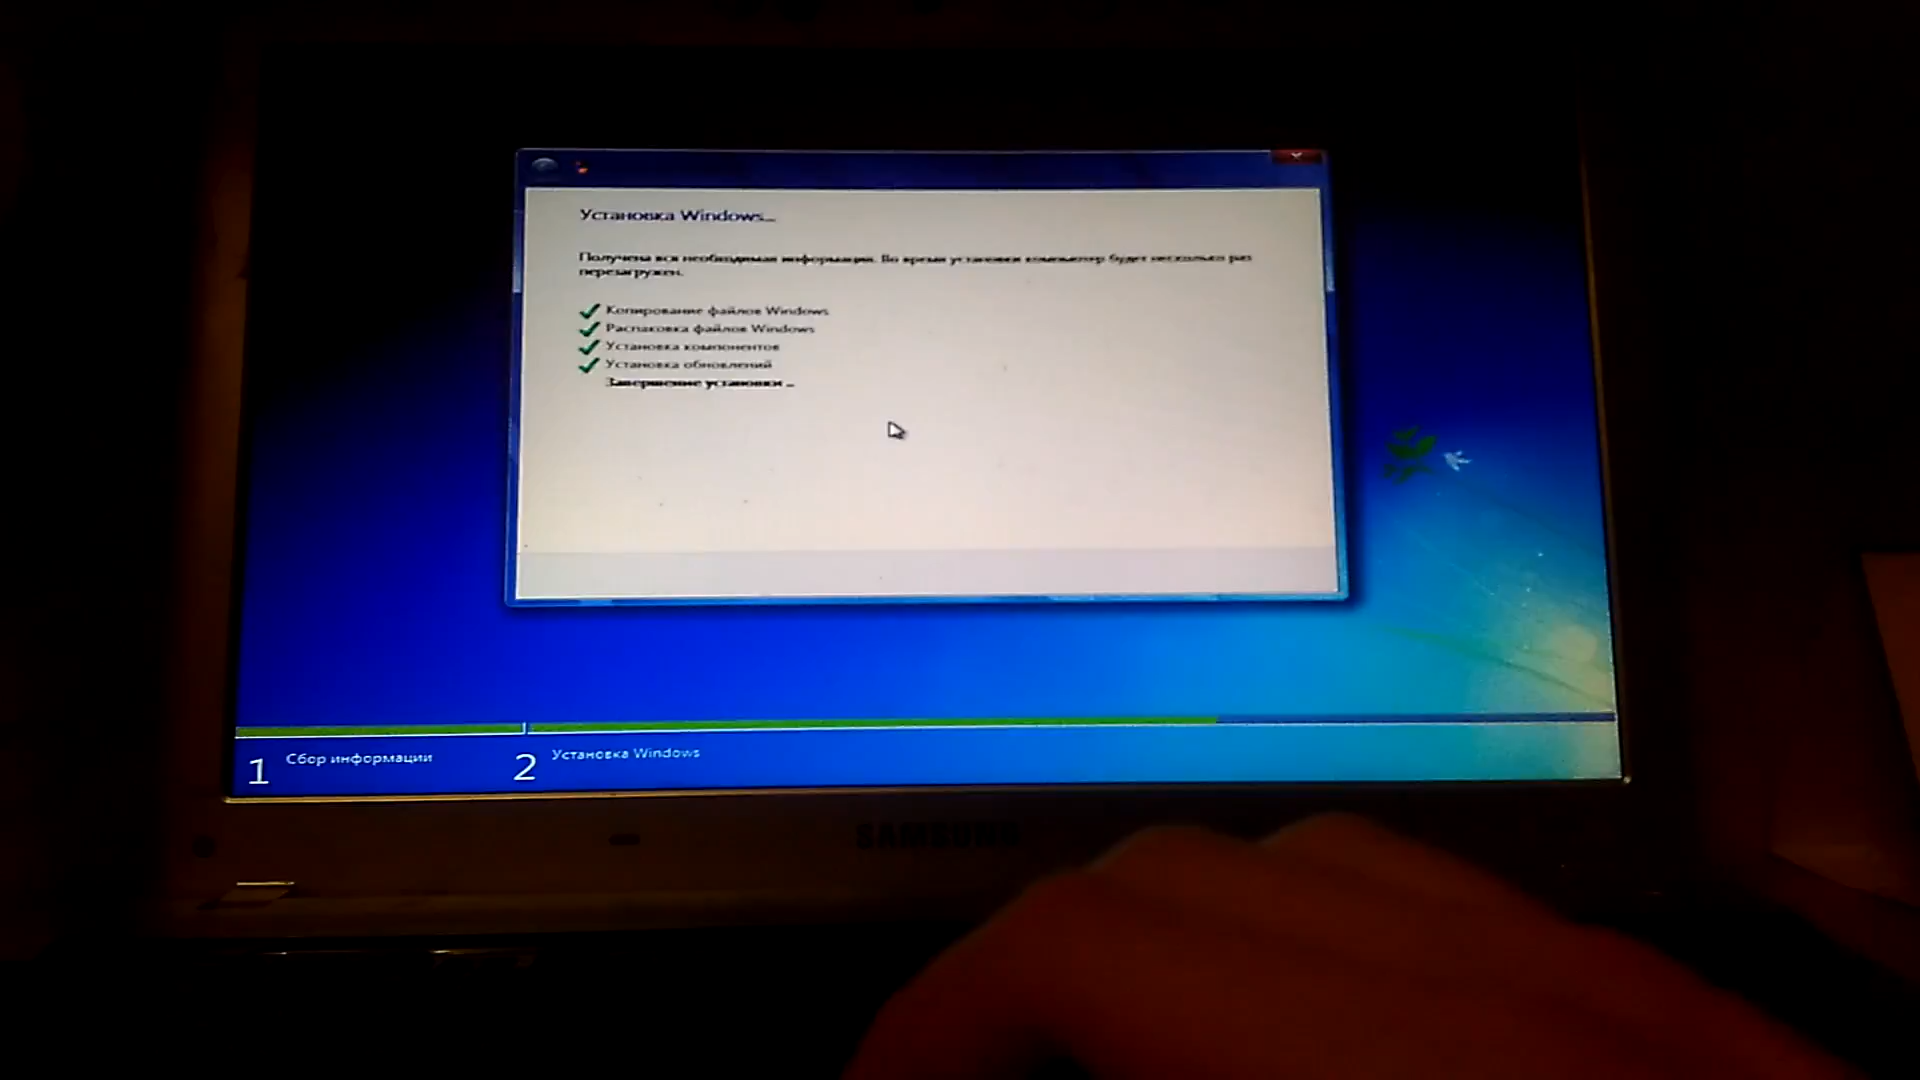 Установка Windows...
Получена вся необходимая информация. Во время установки компьютер будет несколько раз
перезагружен.
Копирование файлов Windows
Распаковка файлов Windows
Установка компонентов
Установка обновлений
Завершение установки ...
1 Сбор информации
2 Установка Windows
SAMSUNG